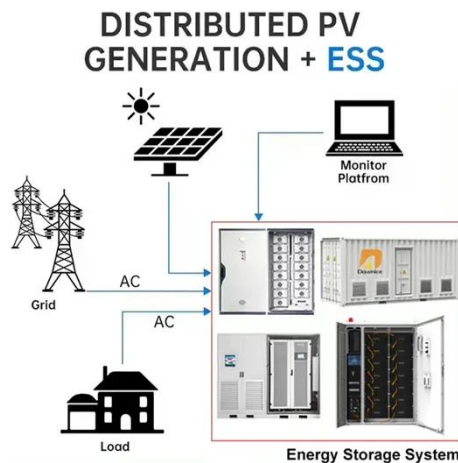 DISTRIBUTED PV
GENERATION + ESS
Monitor
Platfrom
Grid
AC
AC
Load
Energy Storage System